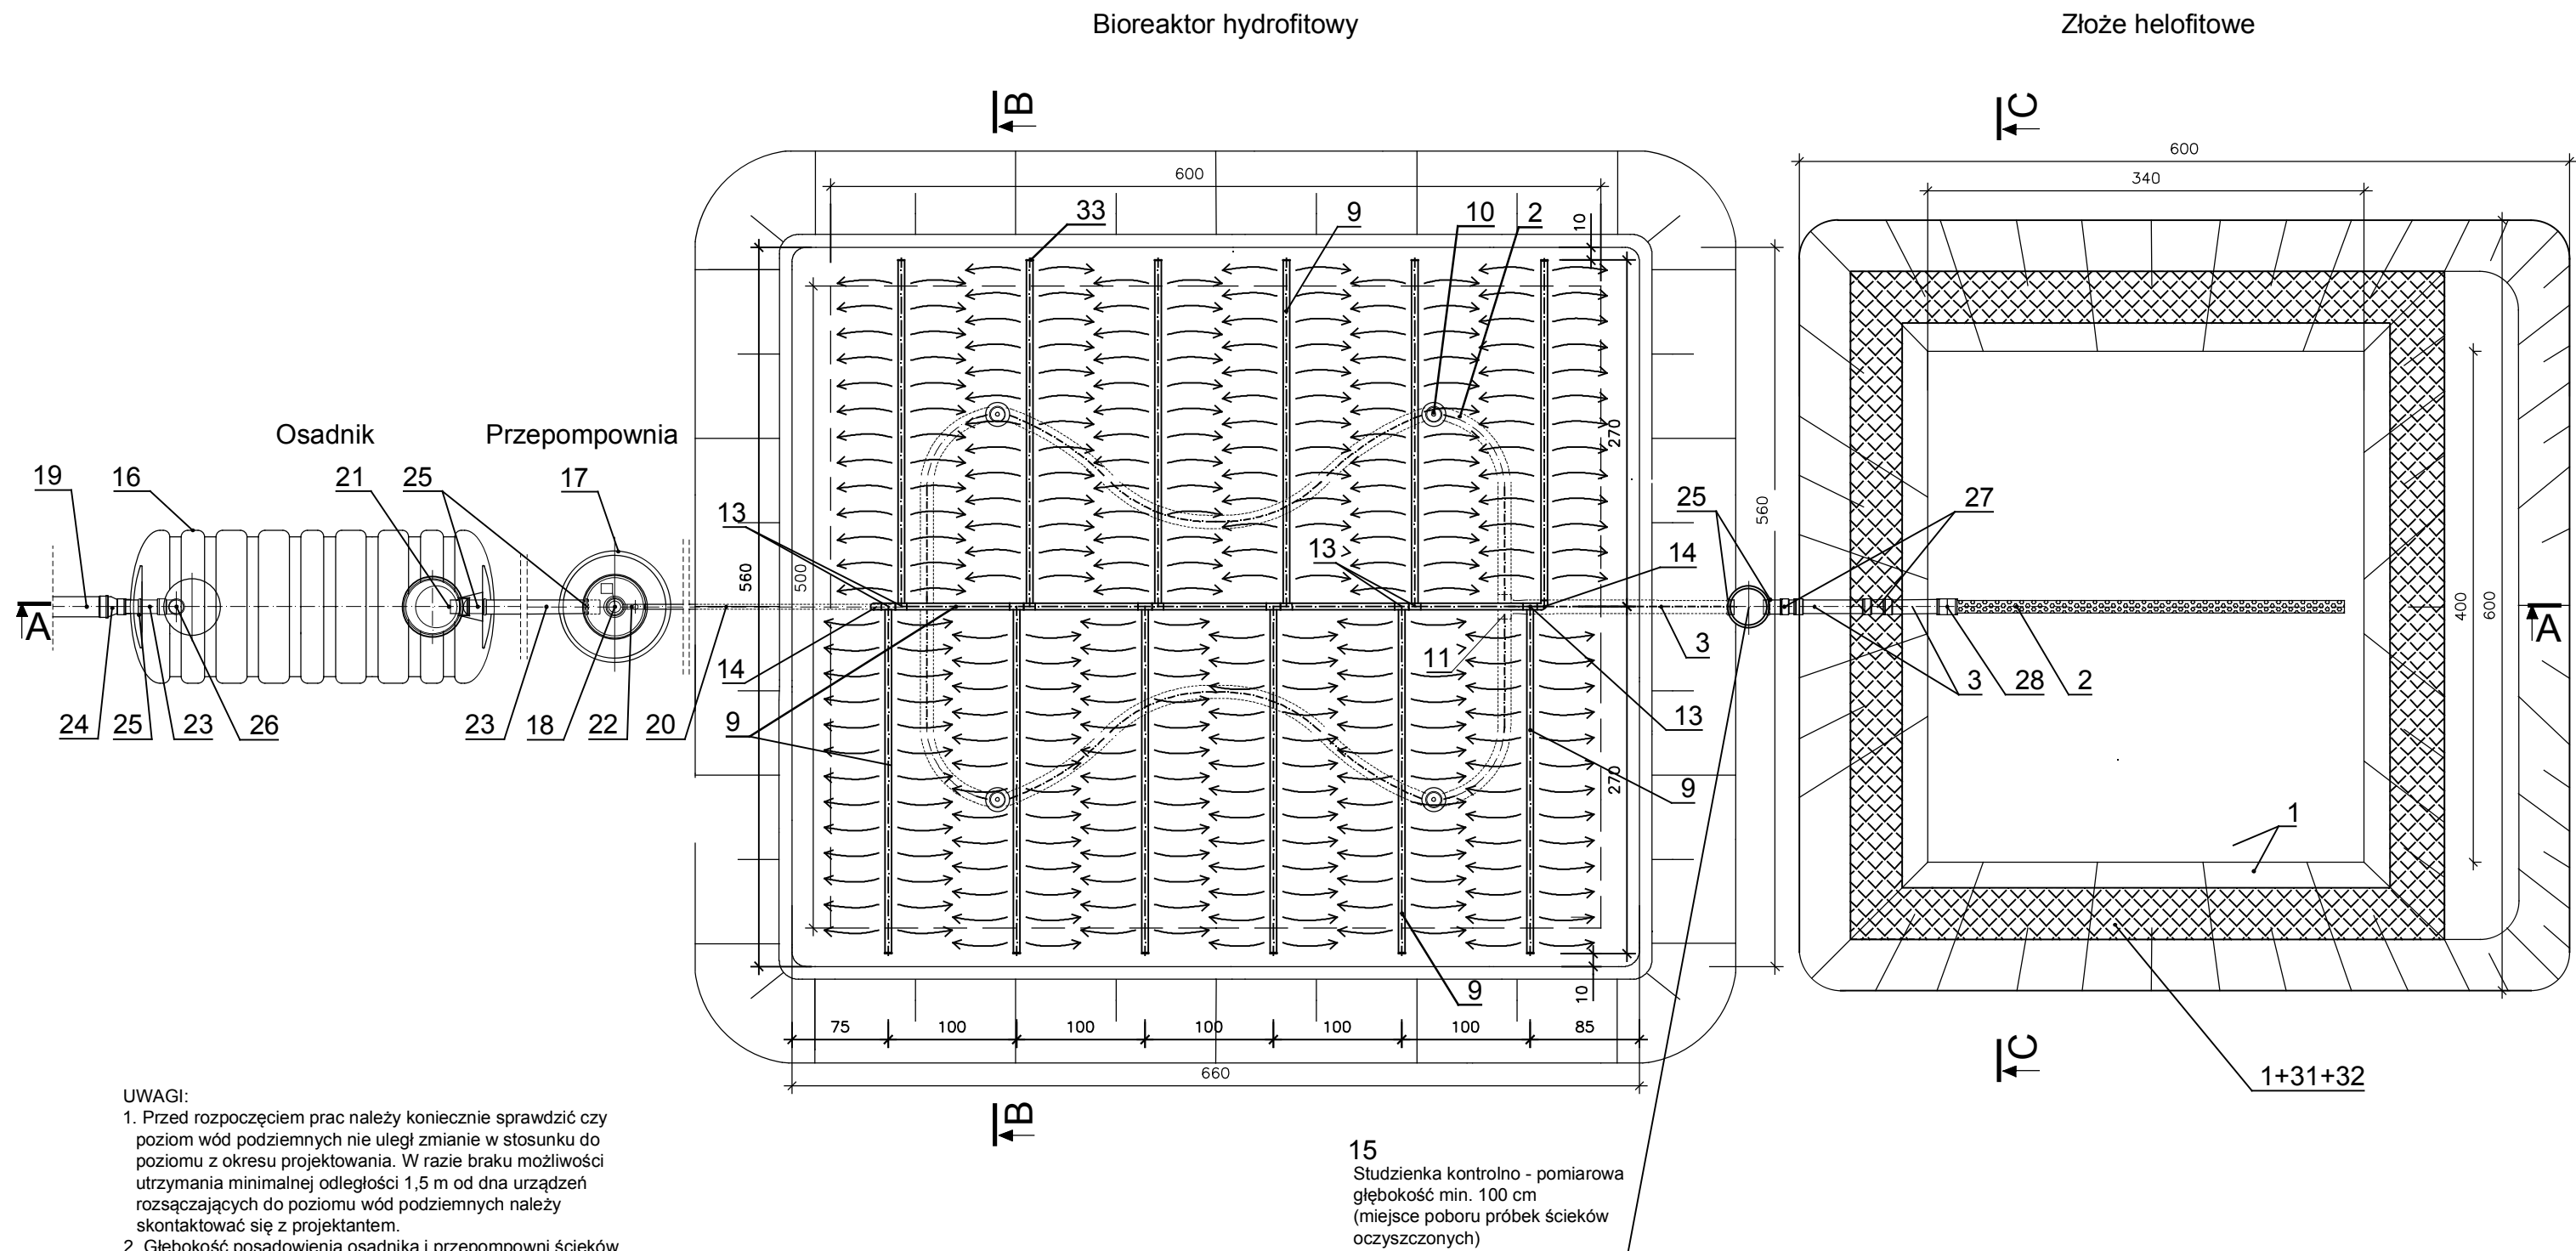 Bioreaktor hydrofitowy
Złoże helofitowe
B
C
600
600
340
33
9
10
2
10
Osadnik
Przepompownia
19
16
21
25
17
13
560
500
13
270
14
25
560
27
400
600
A
A
14
11
3
3
28
2
24
25
23
26
23
18
22
20
9
13
270
9
1
9
10
75
100
100
100
100
100
85
660
B
C
1+31+32
UWAGI:
1. Przed rozpoczęciem prac należy koniecznie sprawdzić czy
poziom wód podziemnych nie uległ zmianie w stosunku do
poziomu z okresu projektowania. W razie braku możliwości
utrzymania minimalnej odległości 1,5 m od dna urządzeń
rozsączających do poziomu wód podziemnych należy
skontaktować się z projektantem.
2. Głębokość posadowienia osadnika i przepompowni ścieków
15
Studzienka kontrolno - pomiarowa
głębokość min. 100 cm
(miejsce poboru próbek ścieków
oczyszczonych)